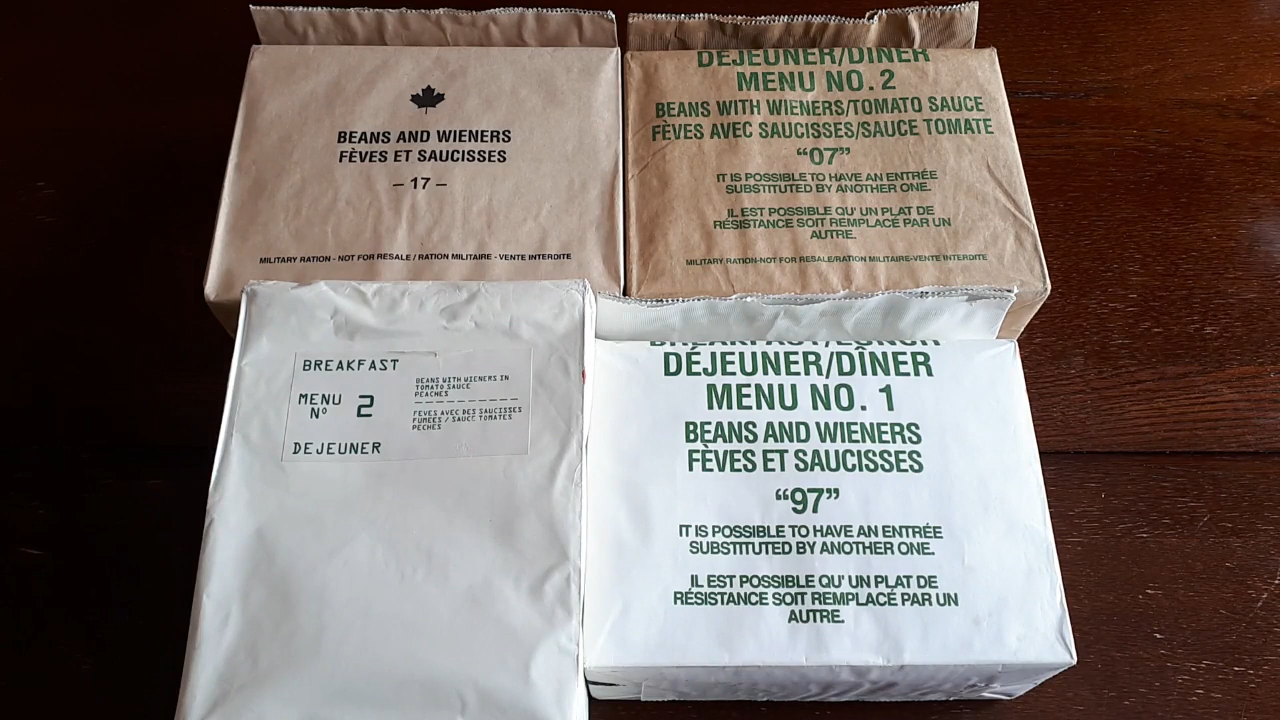 BEANS AND WIENERS
FÈVES ET SAUCISSES
– 17 –
MILITARY RATION - NOT FOR RESALE / RATION MILITAIRE - VENTE INTERDITE
DÉJEUNER/DÎNER
MENU NO. 2
BEANS WITH WIENERS/TOMATO SAUCE
FÈVES AVEC SAUCISSES/SAUCE TOMATE
“07”
IT IS POSSIBLE TO HAVE AN ENTRÉE
SUBSTITUTED BY ANOTHER ONE.
IL EST POSSIBLE QU' UN PLAT DE
RÉSISTANCE SOIT REMPLACÉ PAR UN
AUTRE.
MILITARY RATION-NOT FOR RESALE/RATION MILITAIRE-VENTE INTERDITE
BREAKFAST
MENU
Nº 2
DEJEUNER
BEANS WITH WIENERS IN
TOMATO SAUCE
PEACHES
FEVES AVEC DES SAUCISSES
FUMEES / SAUCE TOMATES
PECHES
BREAKFAST/LUNCH
DÉJEUNER/DÎNER
MENU NO. 1
BEANS AND WIENERS
FÈVES ET SAUCISSES
“97”
IT IS POSSIBLE TO HAVE AN ENTRÉE
SUBSTITUTED BY ANOTHER ONE.
IL EST POSSIBLE QU' UN PLAT DE
RÉSISTANCE SOIT REMPLACÉ PAR UN
AUTRE.